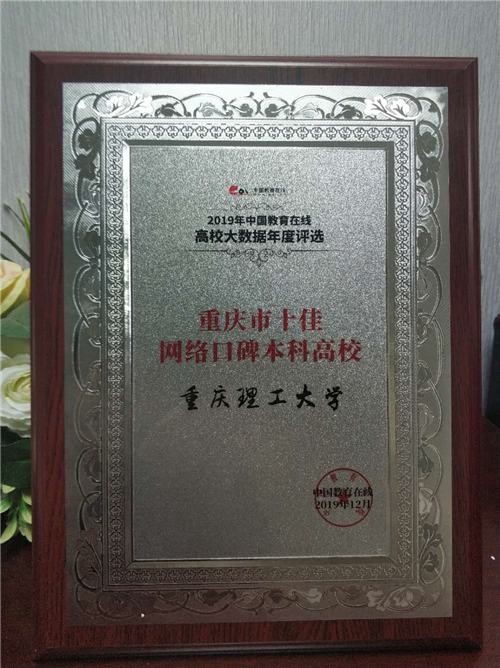 中国教育在线
2019年中国教育在线
高校大数据年度评选
重庆市十佳
网络口碑本科高校
重庆理工大学
中国教育在线
2019年12月